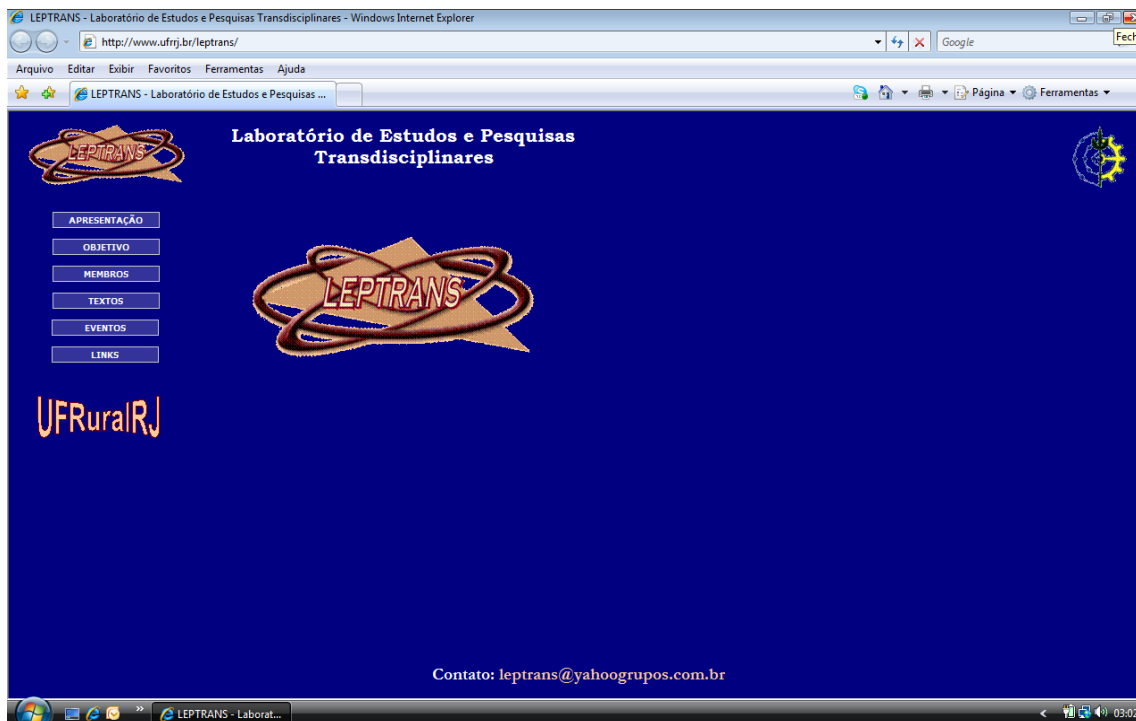 LEPTRANS - Laboratório de Estudos e Pesquisas Transdisciplinares - Windows Internet Explorer
http://www.ufrrj.br/leptrans/
Google
Fech
Arquivo Editar Exibir Favoritos Ferramentas Ajuda
LEPTRANS - Laboratório de Estudos e Pesquisas ...
Página
Ferramentas
LEPTRANS
Laboratório de Estudos e Pesquisas
Transdisciplinares
APRESENTAÇÃO
OBJETIVO
MEMBROS
TEXTOS
EVENTOS
LINKS
LEPTRANS
UFRuralRJ
Contato: leptrans@yahoogrupos.com.br
LEPTRANS - Laborat...
03:02